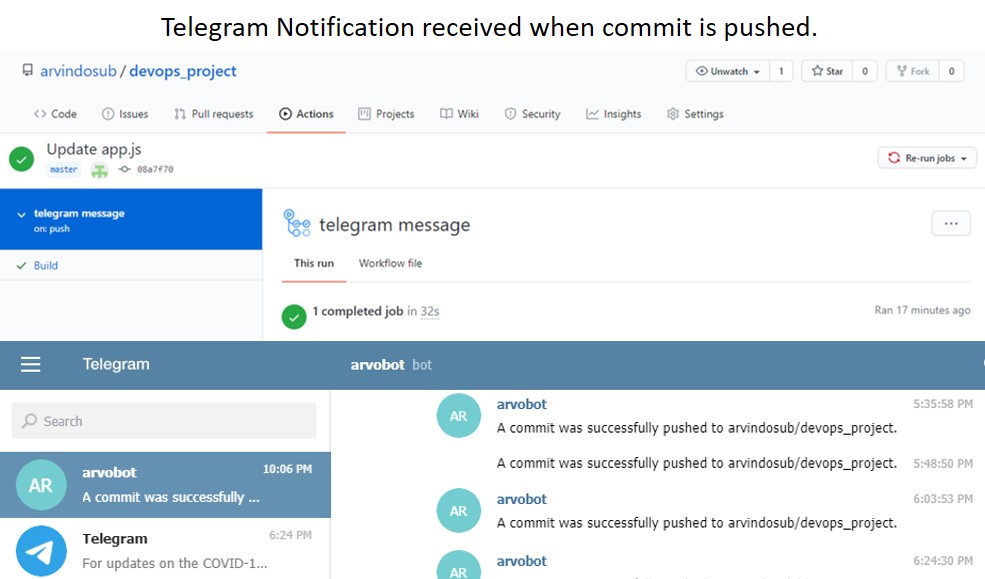 Telegram Notification received when commit is pushed.
arvindosub / devops_project
Unwatch 1 Star 0 Fork 0
Code Issues Pull requests Actions Projects Wiki Security Insights Settings
Update app.js
master 08a7f70
Re-run jobs
telegram message
on: push
Build
telegram message
...
This run Workflow file
1 completed job in 32s
Ran 17 minutes ago
Telegram
arvobot bot
Search
AR
arvobot 10:06 PM
A commit was successfully ...
Telegram 6:24 PM
For updates on the COVID-1...
AR
arvobot 5:35:58 PM
A commit was successfully pushed to arvindosub/devops_project.
A commit was successfully pushed to arvindosub/devops_project. 5:48:50 PM
AR
arvobot 6:03:53 PM
A commit was successfully pushed to arvindosub/devops_project.
AR
arvobot 6:24:30 PM